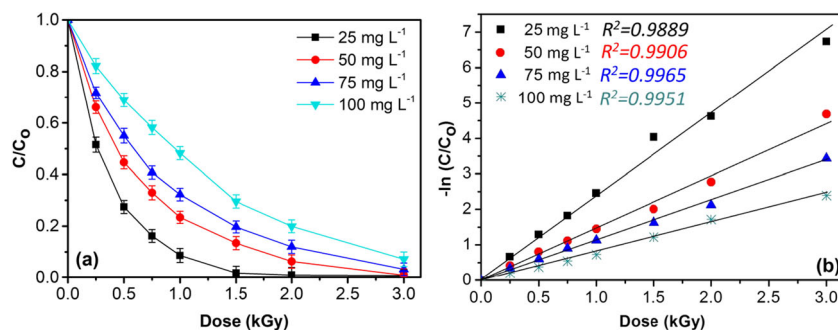 1.0
0.8
0.6
0.4
0.2
0.0
C/C₀
25 mg L⁻¹
50 mg L⁻¹
75 mg L⁻¹
100 mg L⁻¹
(a)
0.0 0.5 1.0 1.5 2.0 2.5 3.0
Dose (kGy)
7
6
5
4
3
2
1
0
-ln (C/C₀)
25 mg L⁻¹ R²=0.9889
50 mg L⁻¹ R²=0.9906
75 mg L⁻¹ R²=0.9965
100 mg L⁻¹ R²=0.9951
(b)
0.0 0.5 1.0 1.5 2.0 2.5 3.0
Dose (kGy)